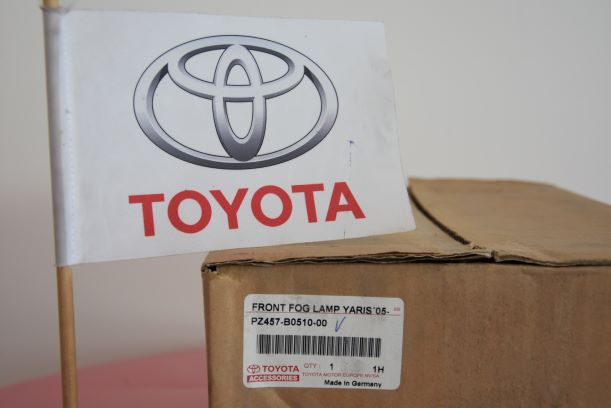 TOYOTA
FRONT FOG LAMP YARIS´05-
PZ457-B0510-00
TOYOTA
ACCESSORIES
QTY: 1 1H
TOYOTA MOTOR EUROPE NV/SA
Made in Germany